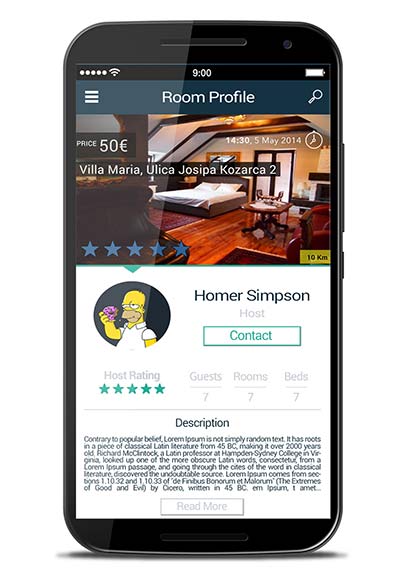 9:00
Room Profile
PRICE 50€
14:30, 5 May 2014
Villa Maria, Ulica Josipa Kozarca 2
10 Km
Homer Simpson
Host
Contact
Host Rating
Guests Rooms Beds
7 7 7
Description
Contrary to popular belief, Lorem Ipsum is not simply random text. It has roots
in a piece of classical Latin literature from 45 BC, making it over 2000 years
old. Richard McClintock, a Latin professor at Hampden-Sydney College in Vir-
ginia, looked up one of the more obscure Latin words, consectetur, from a
Lorem Ipsum passage, and going through the cites of the word in classical
literature, discovered the undoubtable source. Lorem Ipsum comes from sec-
tions 1.10.32 and 1.10.33 of "de Finibus Bonorum et Malorum" (The Extremes
of Good and Evil) by Cicero, written in 45 BC. em Ipsum, t amet...
Read More